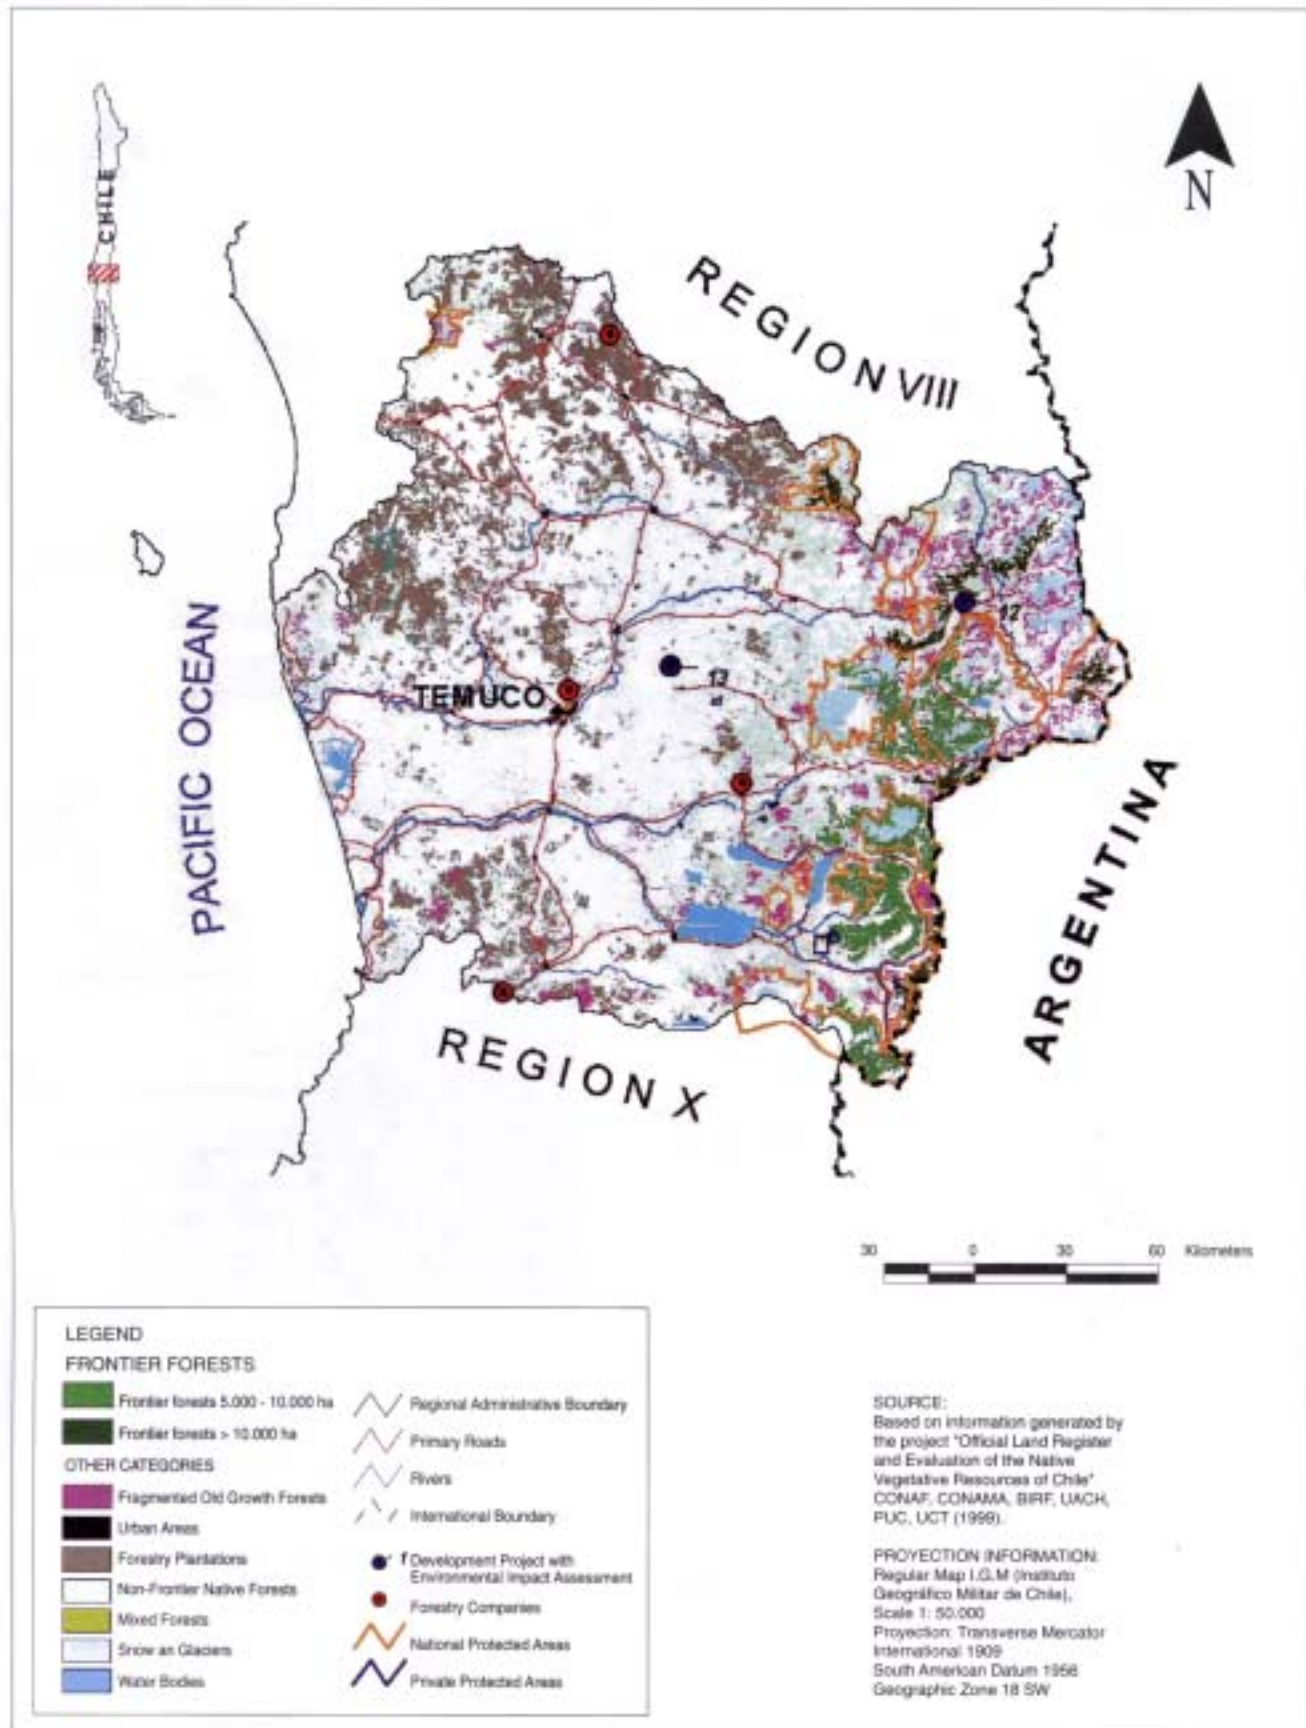 CHILE
N
REGION VIII
12
PACIFIC OCEAN
TEMUCO
13
ARGENTINA
REGION X
30 0 30 60 Kilometers
LEGEND
FRONTIER FORESTS
Frontier forests 5.000 - 10.000 ha
Frontier forests > 10.000 ha
OTHER CATEGORIES
Fragmented Old Growth Forests
Urban Areas
Forestry Plantations
Non-Frontier Native Forests
Mixed Forests
Snow an Glaciers
Water Bodies
Regional Administrative Boundary
Primary Roads
Rivers
International Boundary
Development Project with
Environmental Impact Assessment
Forestry Companies
National Protected Areas
Private Protected Areas
SOURCE:
Based on information generated by
the project "Official Land Register
and Evaluation of the Native
Vegetative Resources of Chile"
CONAF, CONAMA, BIRF, UACH,
PUC, UCT (1999).
PROYECTION INFORMATION:
Regular Map I.G.M (Instituto
Geográfico Militar de Chile),
Scale 1: 50.000
Proyection: Transverse Mercator
International 1909
South American Datum 1956
Geographic Zone 18 SW